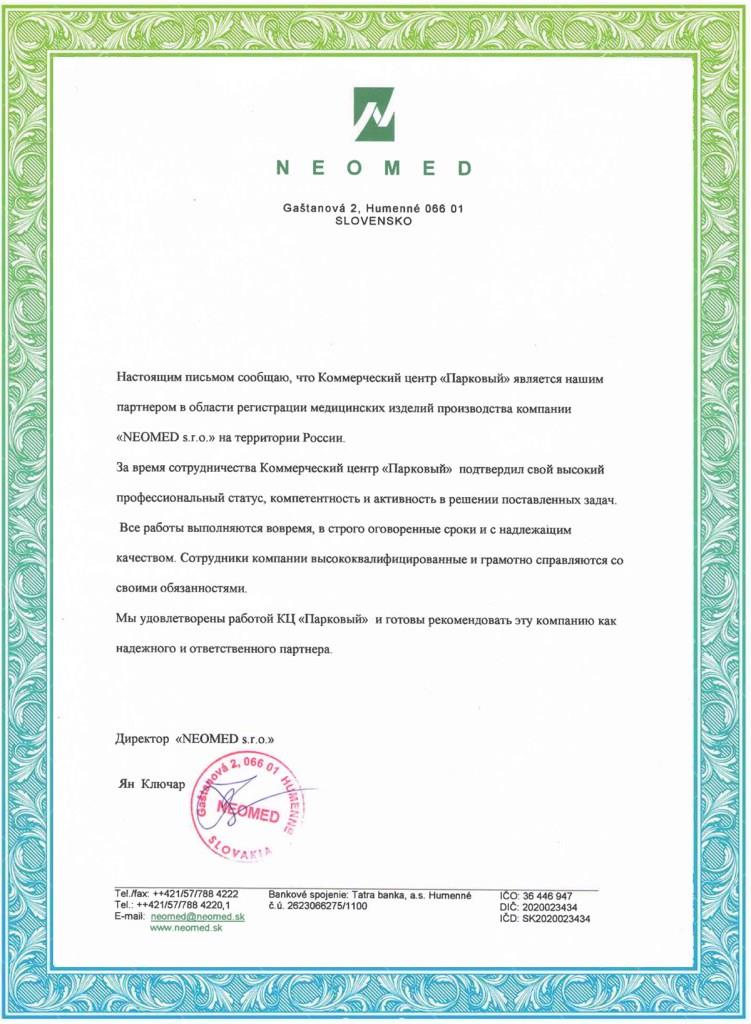 NEOMED
Gaštanová 2, Humenné 066 01
SLOVENSKO
Настоящим письмом сообщаю, что Коммерческий центр «Парковый» является нашим
партнером в области регистрации медицинских изделий производства компании
«NEOMED s.r.o.» на территории России.
За время сотрудничества Коммерческий центр «Парковый» подтвердил свой высокий
профессиональный статус, компетентность и активность в решении поставленных задач.
Все работы выполняются вовремя, в строго оговоренные сроки и с надлежащим
качеством. Сотрудники компании высококвалифицированные и грамотно справляются со
своими обязанностями.
Мы удовлетворены работой КЦ «Парковый» и готовы рекомендовать эту компанию как
надежного и ответственного партнера.
Директор «NEOMED s.r.o.»
Ян Ключар
Gaštanová 2, 066 01 HUMENNÉ
NEOMED
SLOVAKIA
Tel./fax: ++421/57/788 4222 Bankové spojenie: Tatra banka, a.s. Humenné IČO: 36 446 947
Tel.: ++421/57/788 4220,1 č.ú. 2623066275/1100 DIČ: 2020023434
E-mail: neomed@neomed.sk IČD: SK2020023434
www.neomed.sk